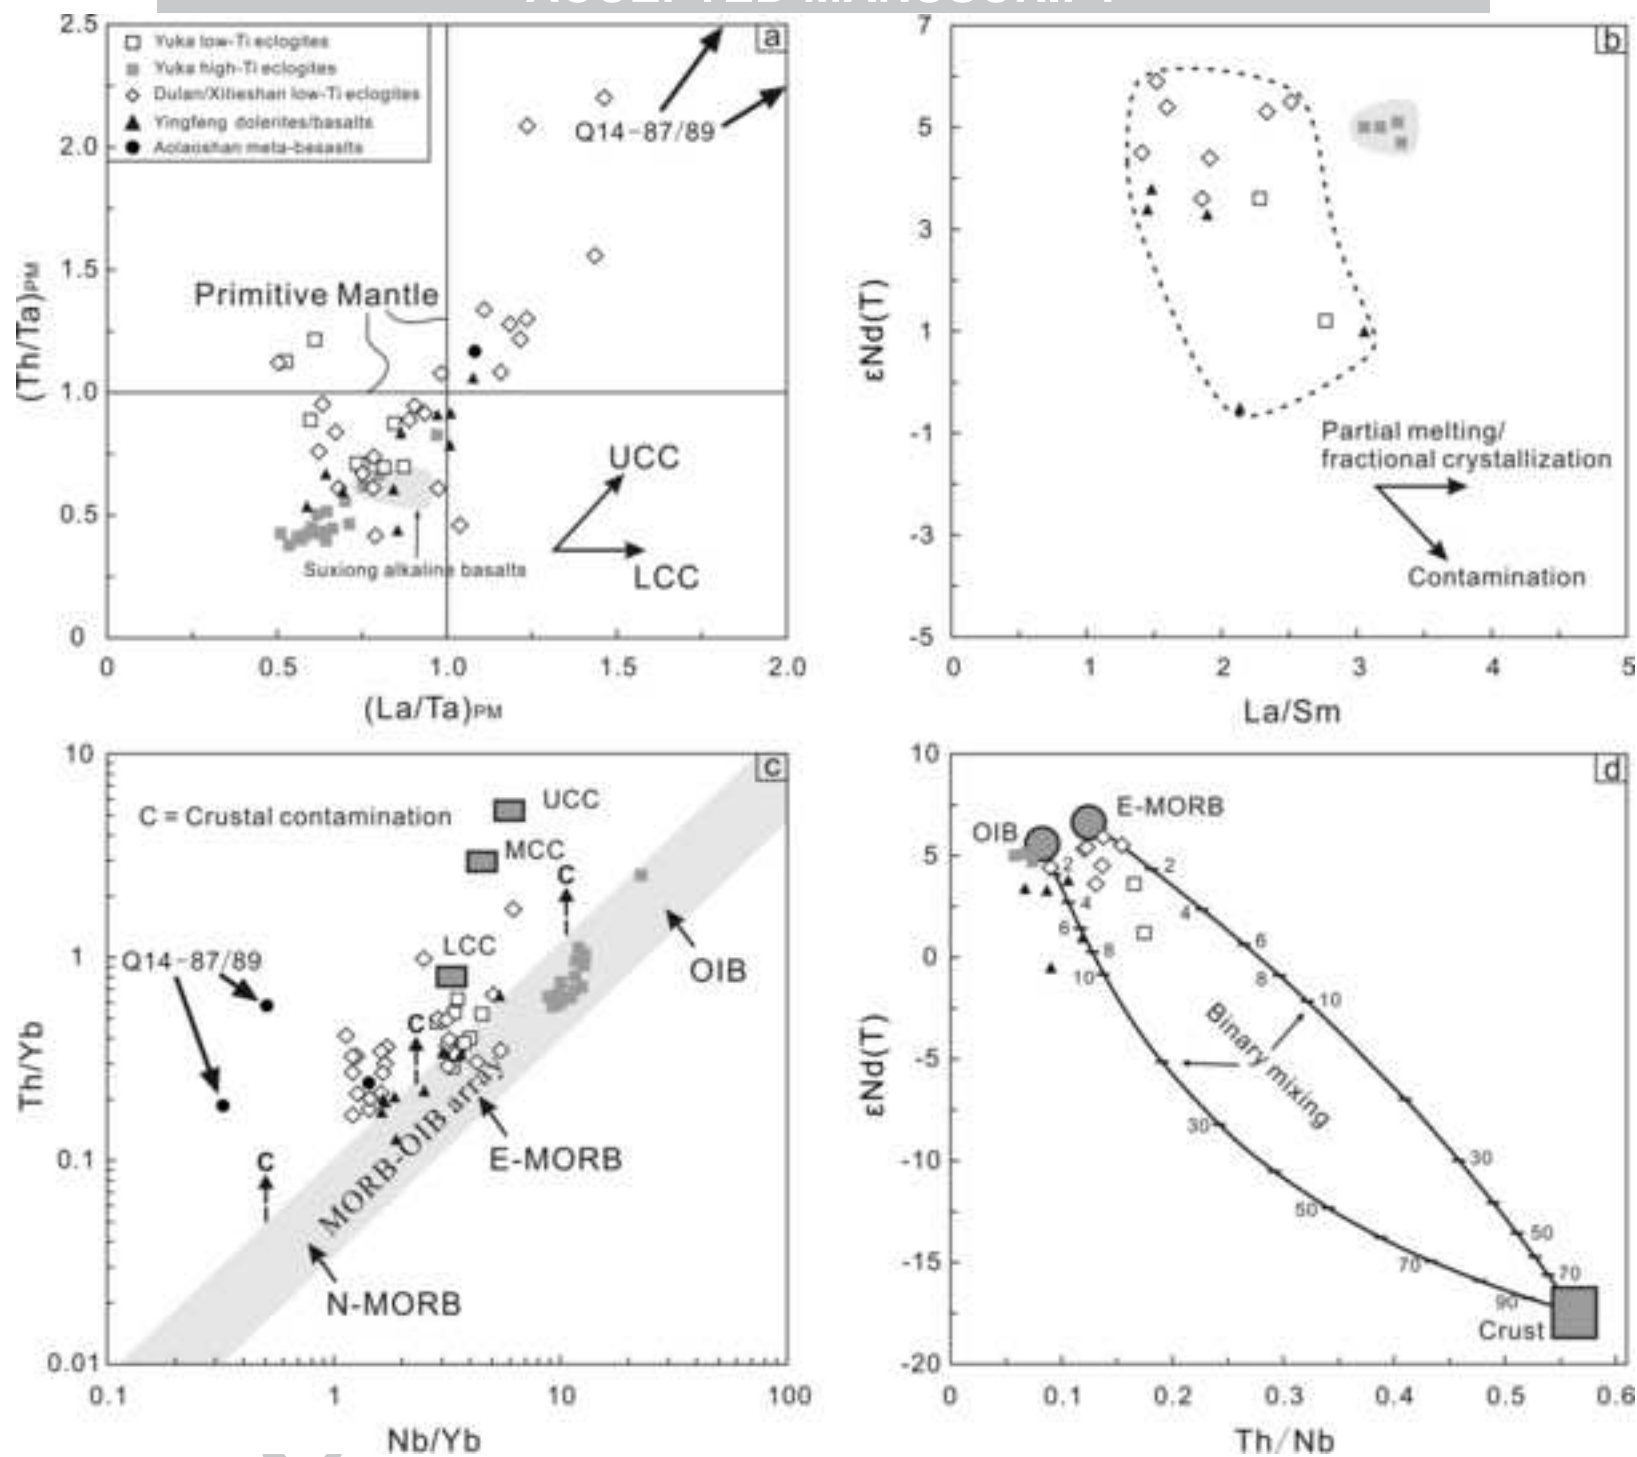 ACCEPTED MANUSCRIPT
2.5
a
Yuka low-Ti eclogites
Yuka high-Ti eclogites
Dulan/Xitieshan low-Ti eclogites
Yingfeng dolerites/basalts
Aolaoshan meta-basaslts
Q14-87/89
2.0
1.5
Primitive Mantle
(Th/Ta)PM
1.0
UCC
0.5
Suxiong alkaline basalts
LCC
0
0
0.5
1.0
1.5
2.0
(La/Ta)PM
7
b
5
3
εNd(T)
1
-1
Partial melting/
fractional crystallization
-3
Contamination
-5
0
1
2
3
4
5
La/Sm
10
c
C = Crustal contamination
UCC
MCC
C
LCC
1
Q14-87/89
OIB
C
Th/Yb
MORB-OIB array
0.1
C
E-MORB
N-MORB
0.01
0.1
1
10
100
Nb/Yb
10
d
E-MORB
OIB
5
2
2
4
4
6
6
0
8
8
10
10
Binary mixing
εNd(T)
-5
30
-10
30
50
50
-15
70
70
90
Crust
-20
0
0.1
0.2
0.3
0.4
0.5
0.6
Th/Nb